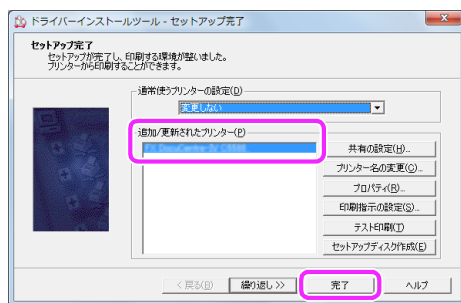 ドライバーインストールツール - セットアップ完了
セットアップ完了
セットアップが完了し、印刷する環境が整いました。
プリンターから印刷することができます。
通常使うプリンターの設定(D)
変更しない
追加/更新されたプリンター(P)
FX DocuCentre-IV
共有の設定(H)...
プリンター名の変更(C)...
プロパティ(R)...
印刷指示の設定(S)...
テスト印刷(T)
セットアップディスク作成(E)
< 戻る(B)
繰り返し >>
完了
ヘルプ